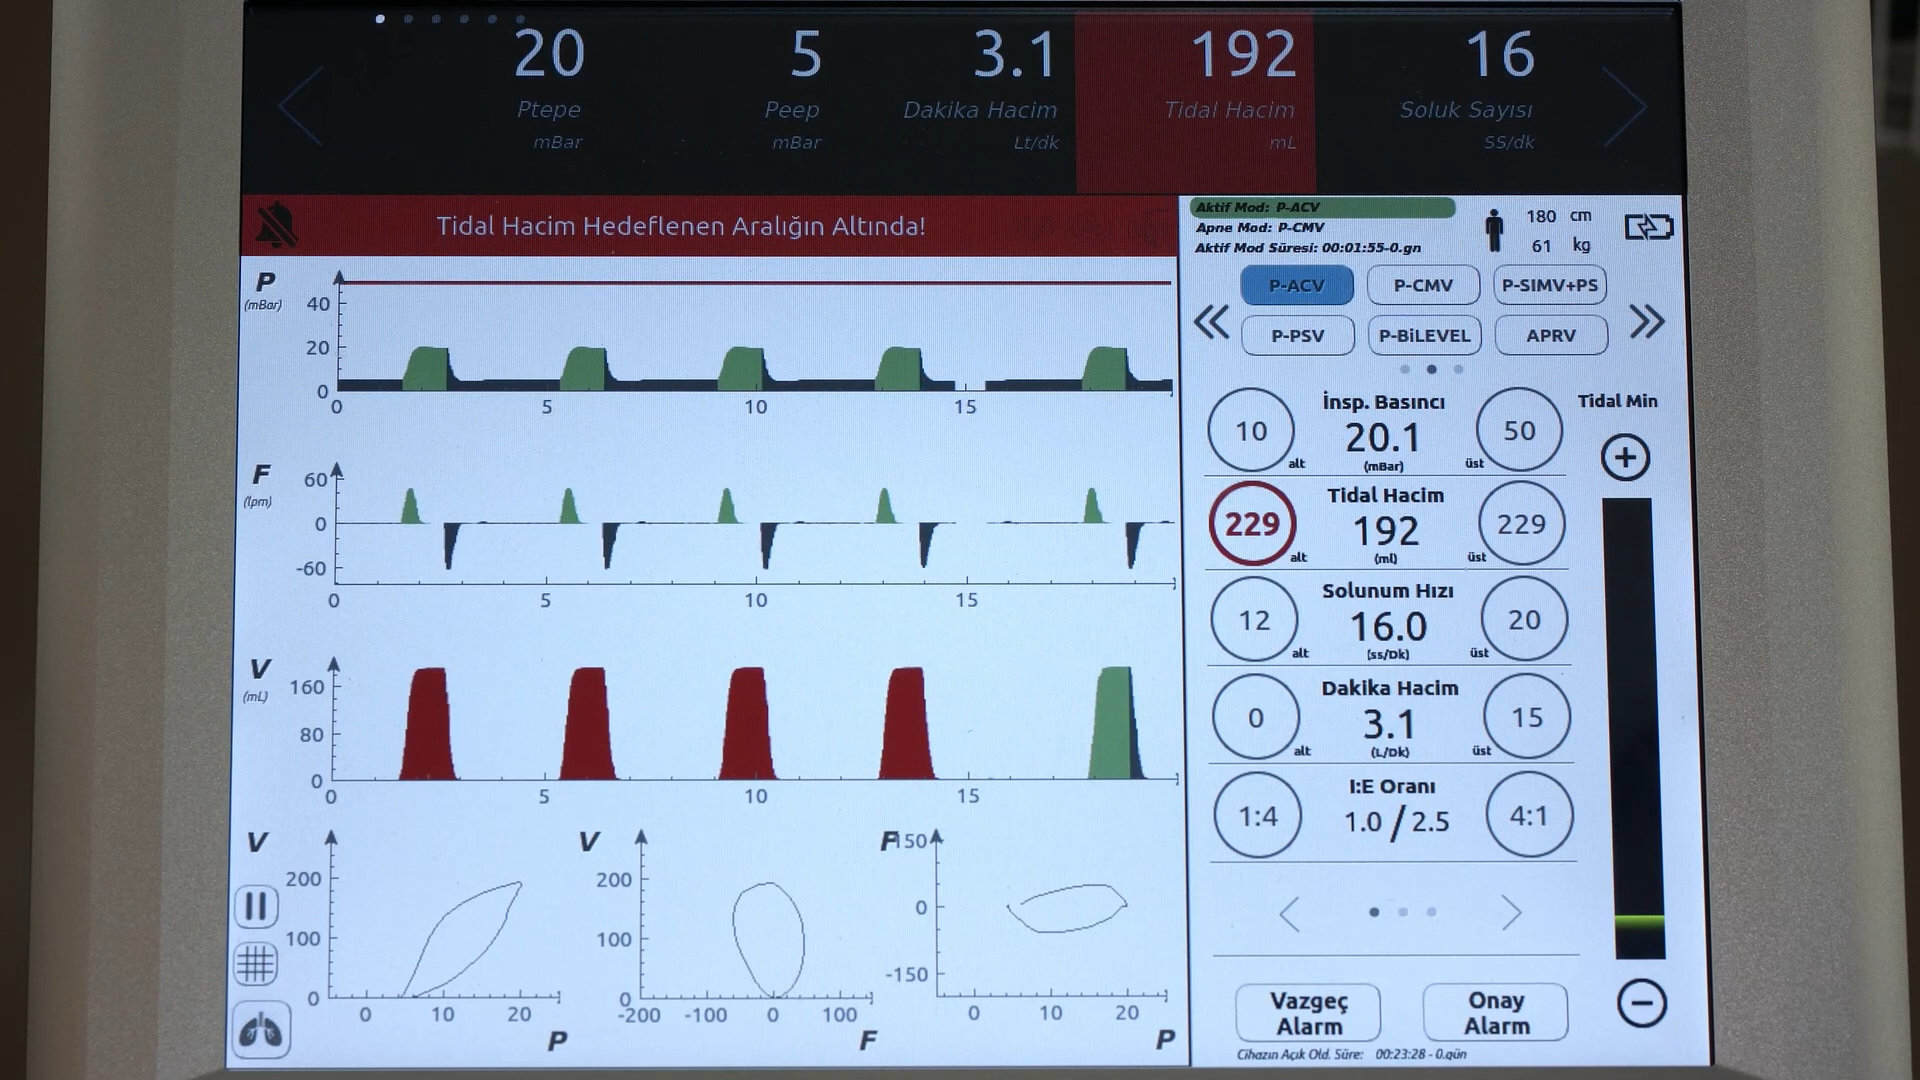 20 5 3.1 192 16
Ptepe Peep Dakika Hacim Tidal Hacim Soluk Sayısı
mBar mBar Lt/dk mL SS/dk
Tidal Hacim Hedeflenen Aralığın Altında!
Aktif Mod: P-ACV
Apne Mod: P-CMV
Aktif Mod Süresi: 00:01:55-0.gn
180 cm
61 kg
P-ACV P-CMV P-SIMV+PS
P-PSV P-BiLEVEL APRV
P
(mBar)
40
20
0
0 5 10 15
F
(lpm)
60
0
-60
0 5 10 15
V
(mL)
160
80
0
0 5 10 15
V
200
100
0
0 10 20
P
V
200
100
0
-200 -100 0 100
F
F
150
0
-150
0 10 20
P
İnsp. Basıncı
10 alt 20.1 50 üst
(mBar)
Tidal Hacim
229 alt 192 229 üst
(ml)
Solunum Hızı
12 alt 16.0 20 üst
(ss/Dk)
Dakika Hacim
0 alt 3.1 15 üst
(L/Dk)
I:E Oranı
1:4 1.0 / 2.5 4:1
Tidal Min
+
−
Vazgeç
Alarm
Onay
Alarm
Cihazın Açık Old. Süre: 00:23:28 - 0.gün